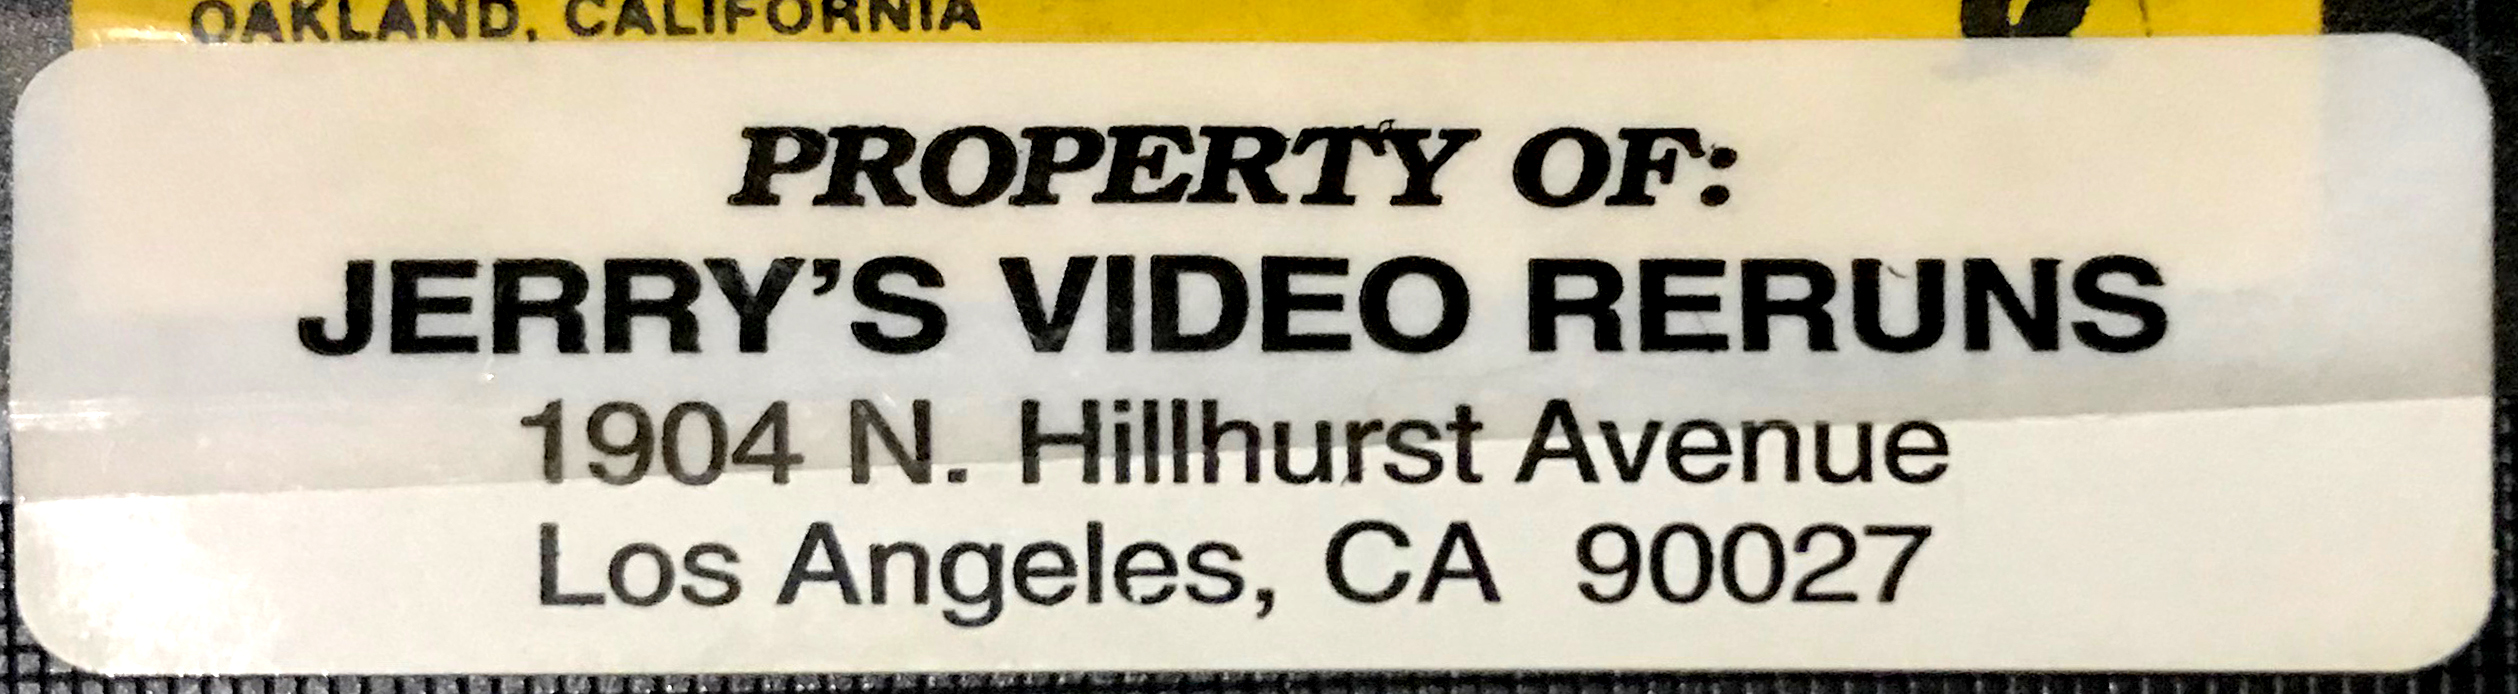 OAKLAND, CALIFORNIA
PROPERTY OF:
JERRY'S VIDEO RERUNS
1904 N. Hillhurst Avenue
Los Angeles, CA 90027